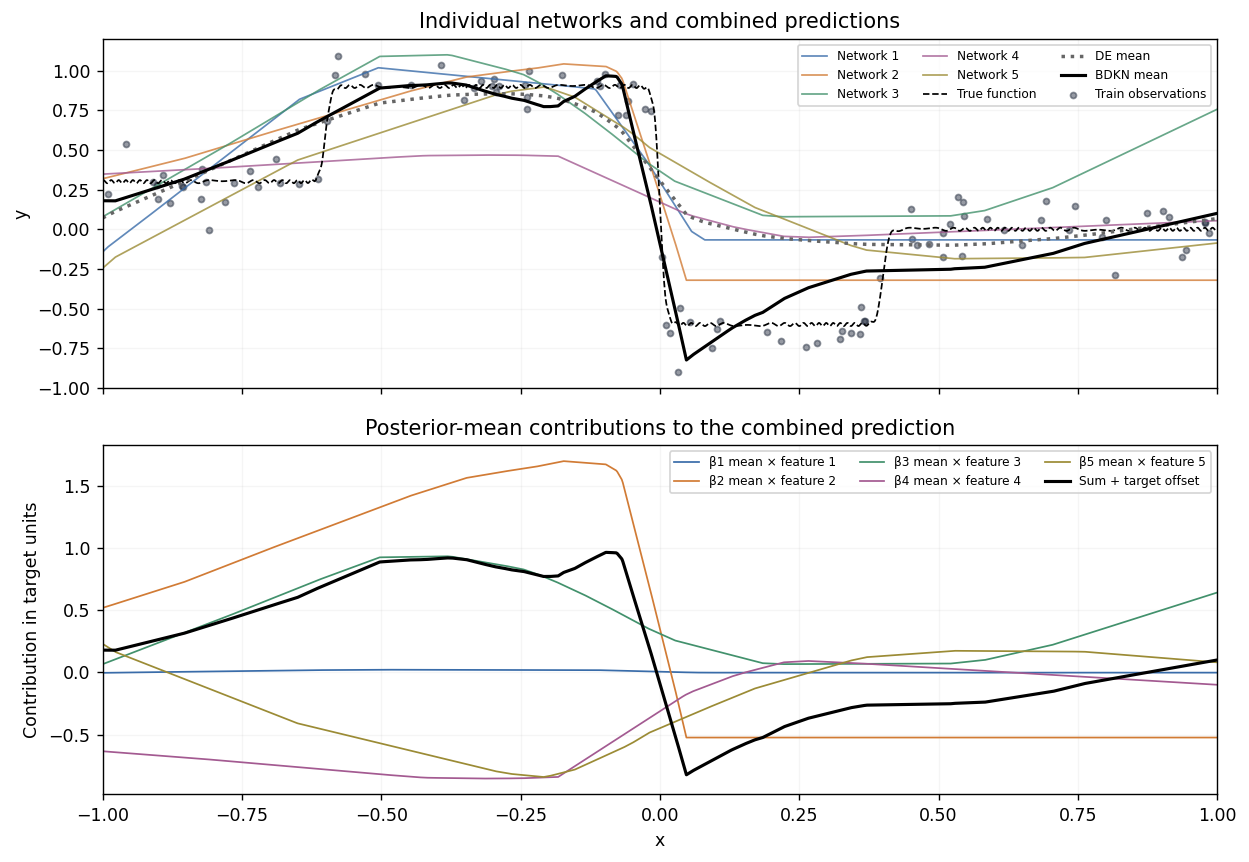 Individual networks and combined predictions
Network 1
Network 2
Network 3
Network 4
Network 5
True function
DE mean
BDKN mean
Train observations
y
1.00
0.75
0.50
0.25
0.00
−0.25
−0.50
−0.75
−1.00
Posterior-mean contributions to the combined prediction
β1 mean × feature 1
β2 mean × feature 2
β3 mean × feature 3
β4 mean × feature 4
β5 mean × feature 5
Sum + target offset
Contribution in target units
1.5
1.0
0.5
0.0
−0.5
−1.00
−0.75
−0.50
−0.25
0.00
0.25
0.50
0.75
1.00
x